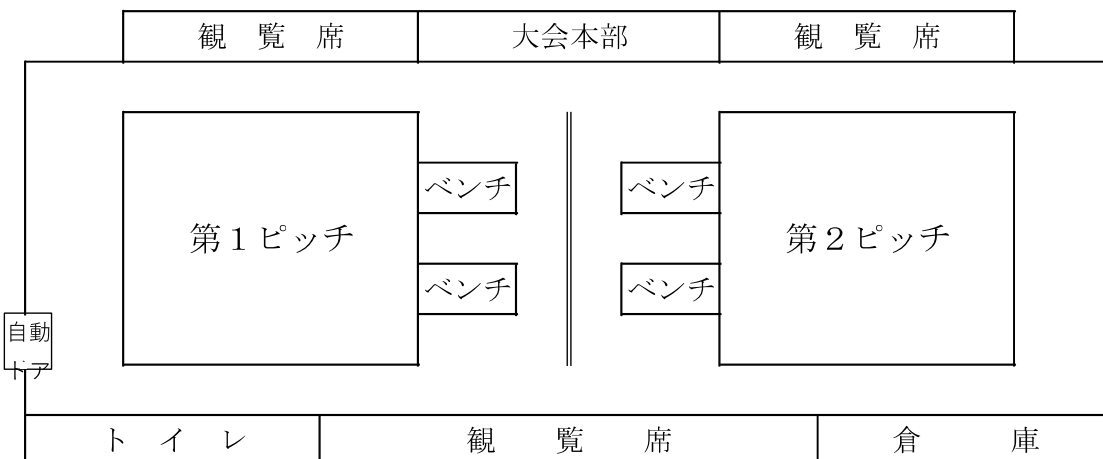 観　覧　席
大会本部
観　覧　席
ベンチ
ベンチ
第１ピッチ
第２ピッチ
ベンチ
ベンチ
自動
ドア
ト　イ　レ
観　覧　席
倉　庫